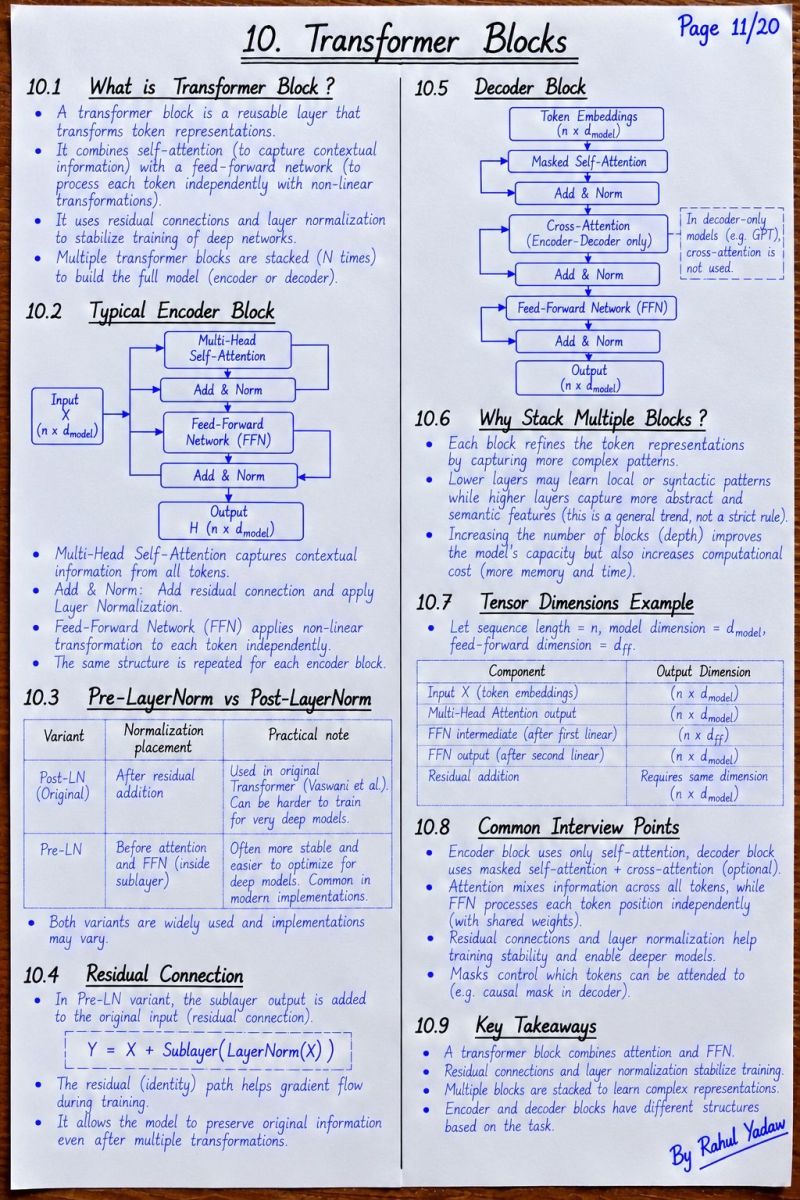 10. Transformer Blocks
Page 11/20
10.1 What is Transformer Block?
• A transformer block is a reusable layer that
transforms token representations.
• It combines self-attention (to capture contextual
information) with a feed-forward network (to
process each token independently with non-linear
transformations).
• It uses residual connections and layer normalization
to stabilize training of deep networks.
• Multiple transformer blocks are stacked (N times)
to build the full model (encoder or decoder).
10.2 Typical Encoder Block
Input
X
(n x d_model)
Multi-Head
Self-Attention
Add & Norm
Feed-Forward
Network (FFN)
Add & Norm
Output
H (n x d_model)
• Multi-Head Self-Attention captures contextual
information from all tokens.
• Add & Norm: Add residual connection and apply
Layer Normalization.
• Feed-Forward Network (FFN) applies non-linear
transformation to each token independently.
• The same structure is repeated for each encoder block.
10.3 Pre-LayerNorm vs Post-LayerNorm
Variant
Normalization
placement
Practical note
Post-LN
(Original)
After residual
addition
Used in original
Transformer (Vaswani et al.).
Can be harder to train
for very deep models.
Pre-LN
Before attention
and FFN (inside
sublayer)
Often more stable and
easier to optimize for
deep models. Common in
modern implementations.
• Both variants are widely used and implementations
may vary.
10.4 Residual Connection
• In Pre-LN variant, the sublayer output is added
to the original input (residual connection).
Y = X + Sublayer(LayerNorm(X))
• The residual (identity) path helps gradient flow
during training.
• It allows the model to preserve original information
even after multiple transformations.
10.5 Decoder Block
Token Embeddings
(n x d_model)
Masked Self-Attention
Add & Norm
Cross-Attention
(Encoder-Decoder only)
In decoder-only
models (e.g. GPT),
cross-attention is
not used.
Add & Norm
Feed-Forward Network (FFN)
Add & Norm
Output
(n x d_model)
10.6 Why Stack Multiple Blocks?
• Each block refines the token representations
by capturing more complex patterns.
• Lower layers may learn local or syntactic patterns
while higher layers capture more abstract and
semantic features (this is a general trend, not a strict rule).
• Increasing the number of blocks (depth) improves
the model's capacity but also increases computational
cost (more memory and time).
10.7 Tensor Dimensions Example
• Let sequence length = n, model dimension = d_model,
feed-forward dimension = d_ff.
Component
Output Dimension
Input X (token embeddings)
(n x d_model)
Multi-Head Attention output
(n x d_model)
FFN intermediate (after first linear)
(n x d_ff)
FFN output (after second linear)
(n x d_model)
Residual addition
Requires same dimension
(n x d_model)
10.8 Common Interview Points
• Encoder block uses only self-attention, decoder block
uses masked self-attention + cross-attention (optional).
• Attention mixes information across all tokens, while
FFN processes each token position independently
(with shared weights).
• Residual connections and layer normalization help
training stability and enable deeper models.
• Masks control which tokens can be attended to
(e.g. causal mask in decoder).
10.9 Key Takeaways
• A transformer block combines attention and FFN.
• Residual connections and layer normalization stabilize training.
• Multiple blocks are stacked to learn complex representations.
• Encoder and decoder blocks have different structures
based on the task.
By Rahul Yadaw